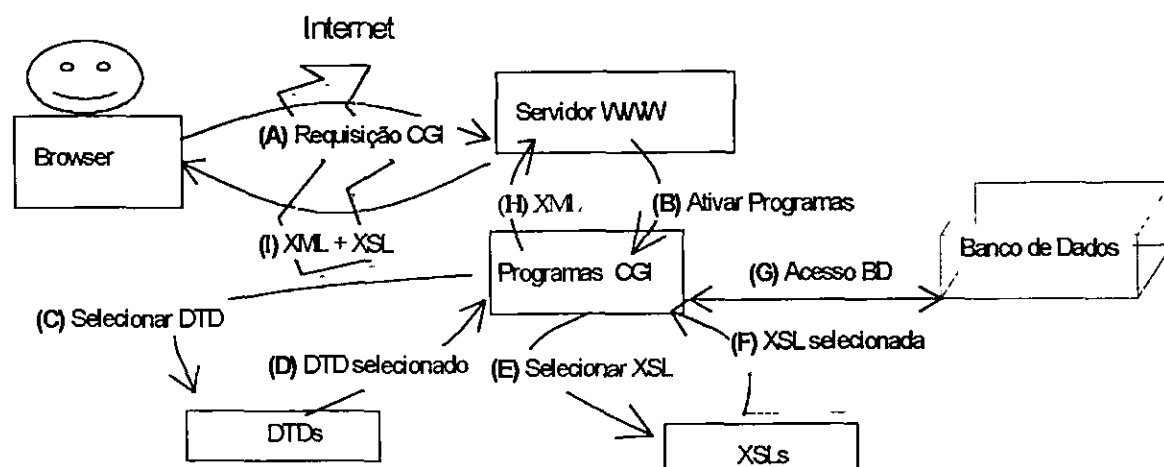 Internet
Servidor WWW
(A) Requisição CGI
Browser
(H) XML
(B) Ativar Programas
(I) XML + XSL
Programas CGI
Banco de Dados
(G) Acesso BD
(C) Selecionar DTD
(D) DTD selecionado
(E) Selecionar XSL
(F) XSL selecionada
DTDs
XSLs